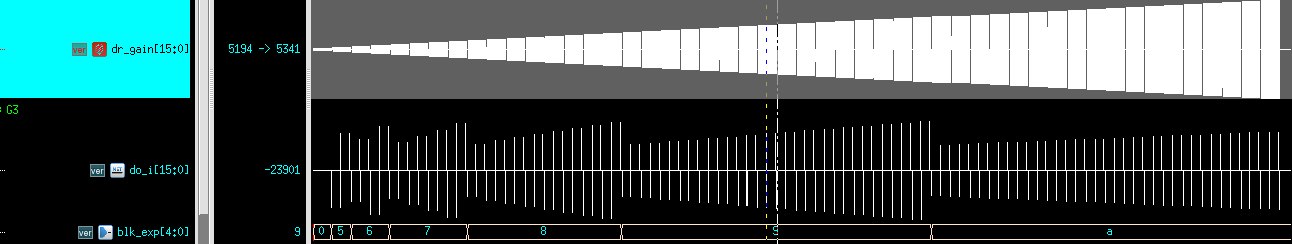 ver dr_gain[15:0] 5194 -> 5341
G3
ver NET do_i[15:0] -23901
ver blk_exp[4:0] 9 0 5 6 7 8 9 a